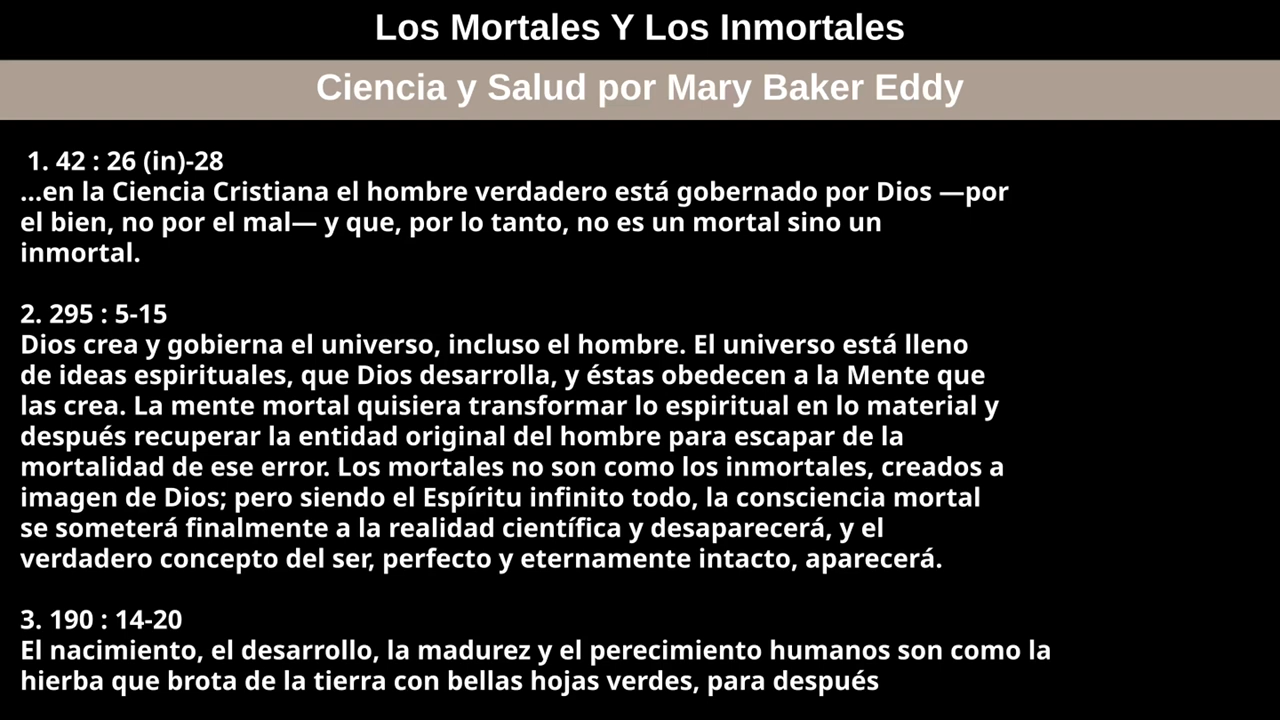 Los Mortales Y Los Inmortales
Ciencia y Salud por Mary Baker Eddy
1. 42 : 26 (in)-28
...en la Ciencia Cristiana el hombre verdadero está gobernado por Dios —por
el bien, no por el mal— y que, por lo tanto, no es un mortal sino un
inmortal.
2. 295 : 5-15
Dios crea y gobierna el universo, incluso el hombre. El universo está lleno
de ideas espirituales, que Dios desarrolla, y éstas obedecen a la Mente que
las crea. La mente mortal quisiera transformar lo espiritual en lo material y
después recuperar la entidad original del hombre para escapar de la
mortalidad de ese error. Los mortales no son como los inmortales, creados a
imagen de Dios; pero siendo el Espíritu infinito todo, la consciencia mortal
se someterá finalmente a la realidad científica y desaparecerá, y el
verdadero concepto del ser, perfecto y eternamente intacto, aparecerá.
3. 190 : 14-20
El nacimiento, el desarrollo, la madurez y el perecimiento humanos son como la
hierba que brota de la tierra con bellas hojas verdes, para después